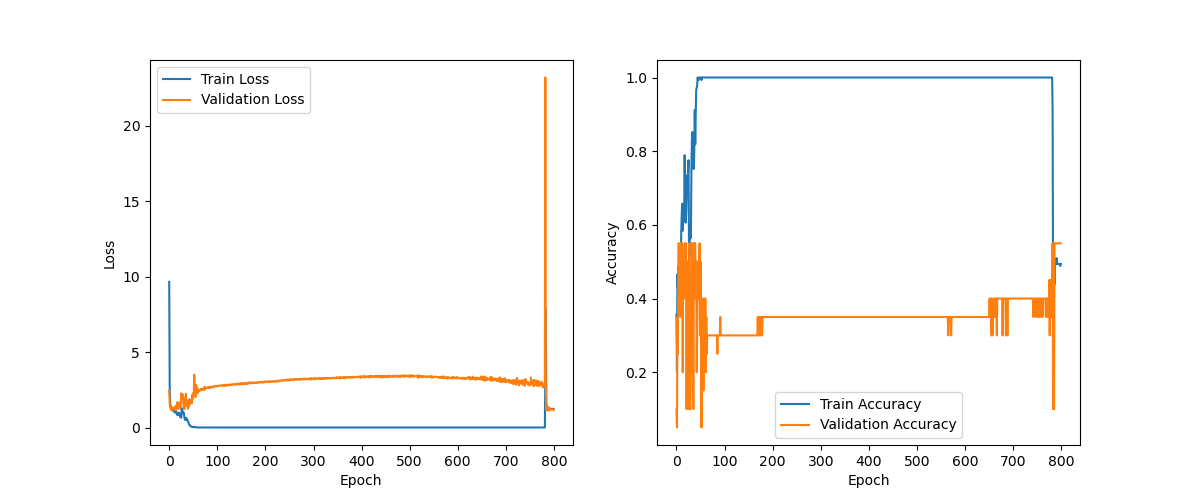 Train Loss
Validation Loss
20
15
10
5
0
Loss
0 100 200 300 400 500 600 700 800
Epoch
1.0
0.8
0.6
0.4
0.2
Accuracy
Train Accuracy
Validation Accuracy
0 100 200 300 400 500 600 700 800
Epoch